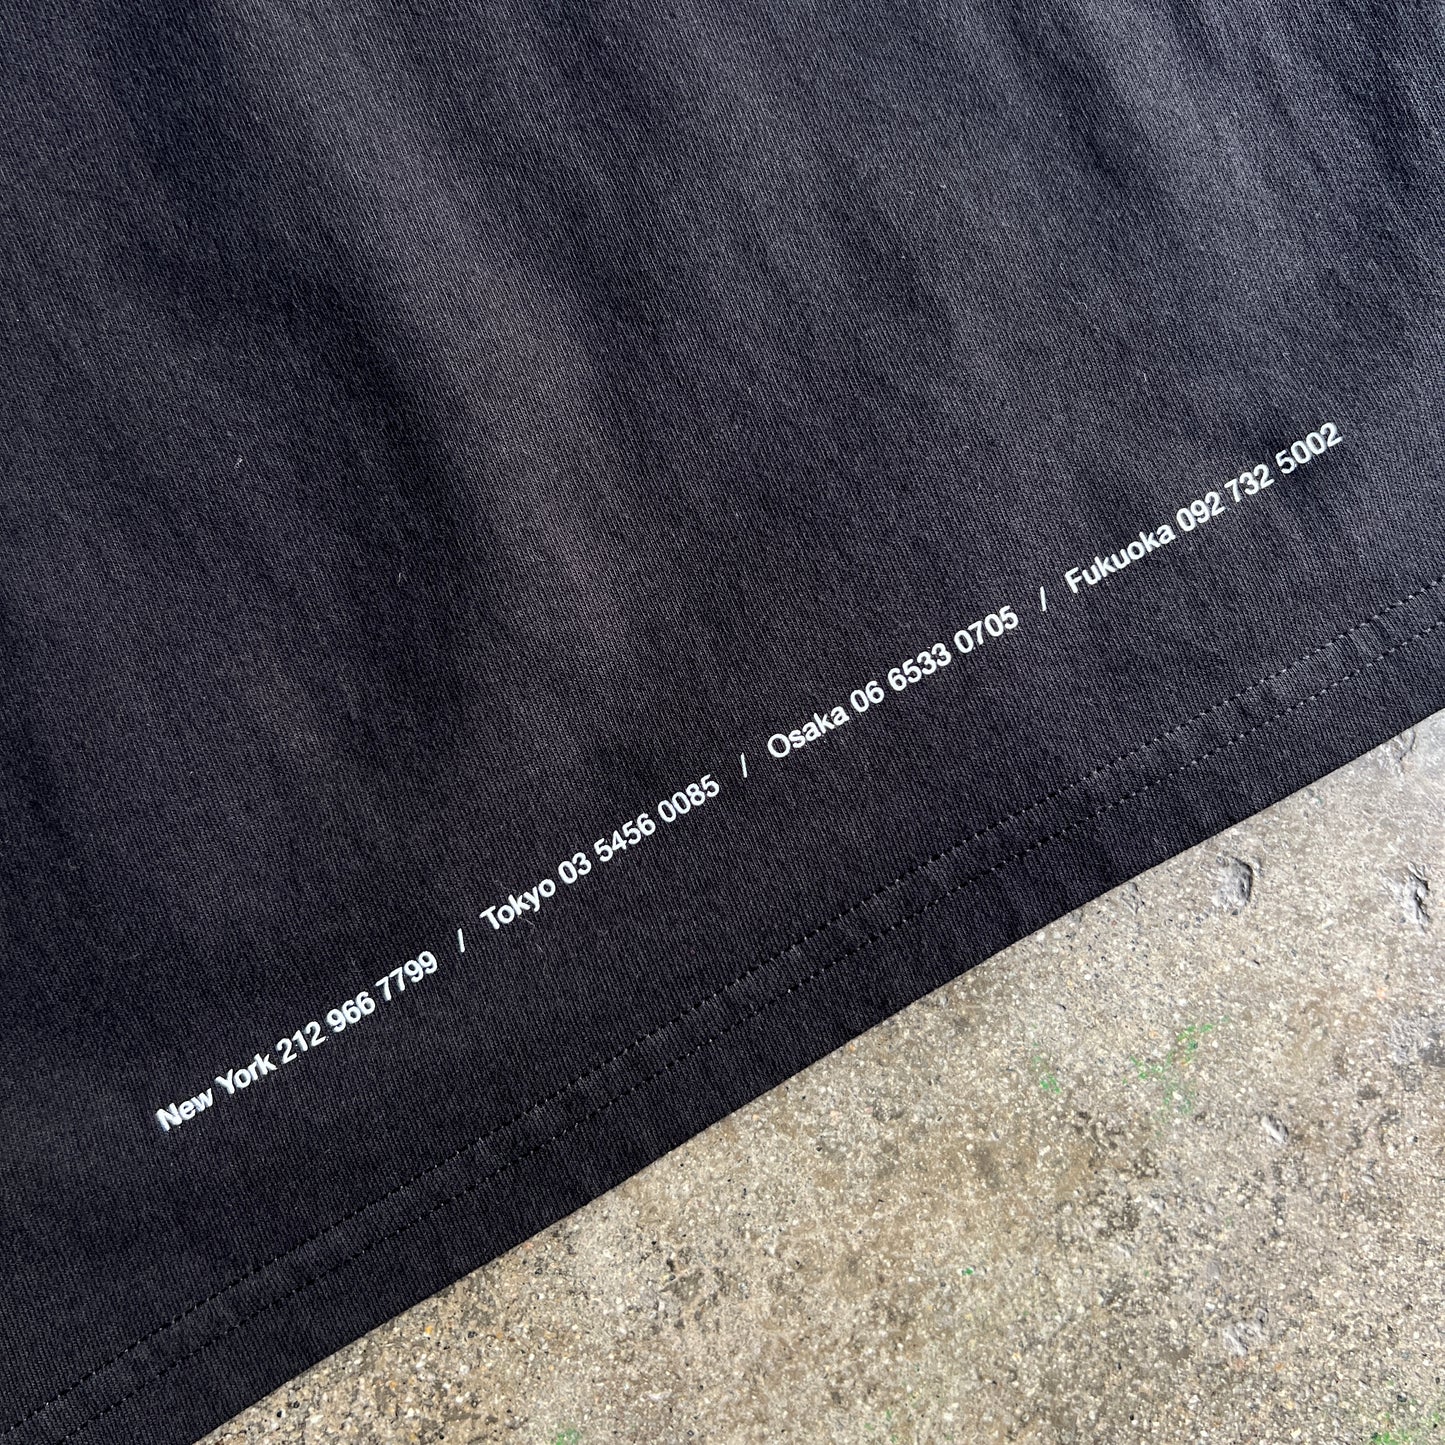 New York 212 966 7799 / Tokyo 03 5456 0085 / Osaka 06 6533 0705 / Fukuoka 092 732 5002